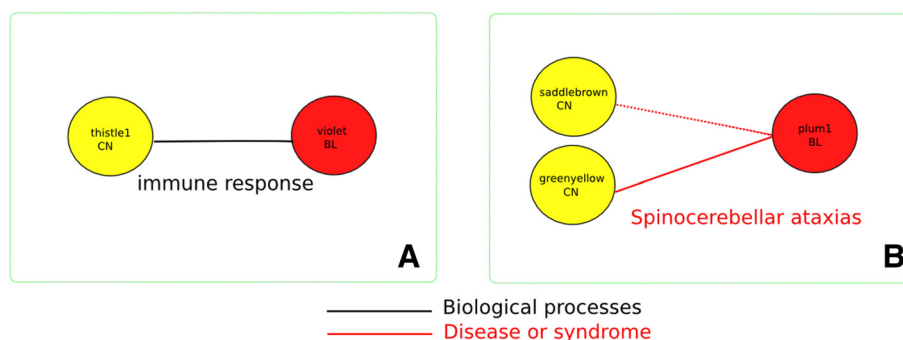 thistle1
CN
violet
BL
immune response
A
saddlebrown
CN
greenyellow
CN
plum1
BL
Spinocerebellar ataxias
B
Biological processes
Disease or syndrome